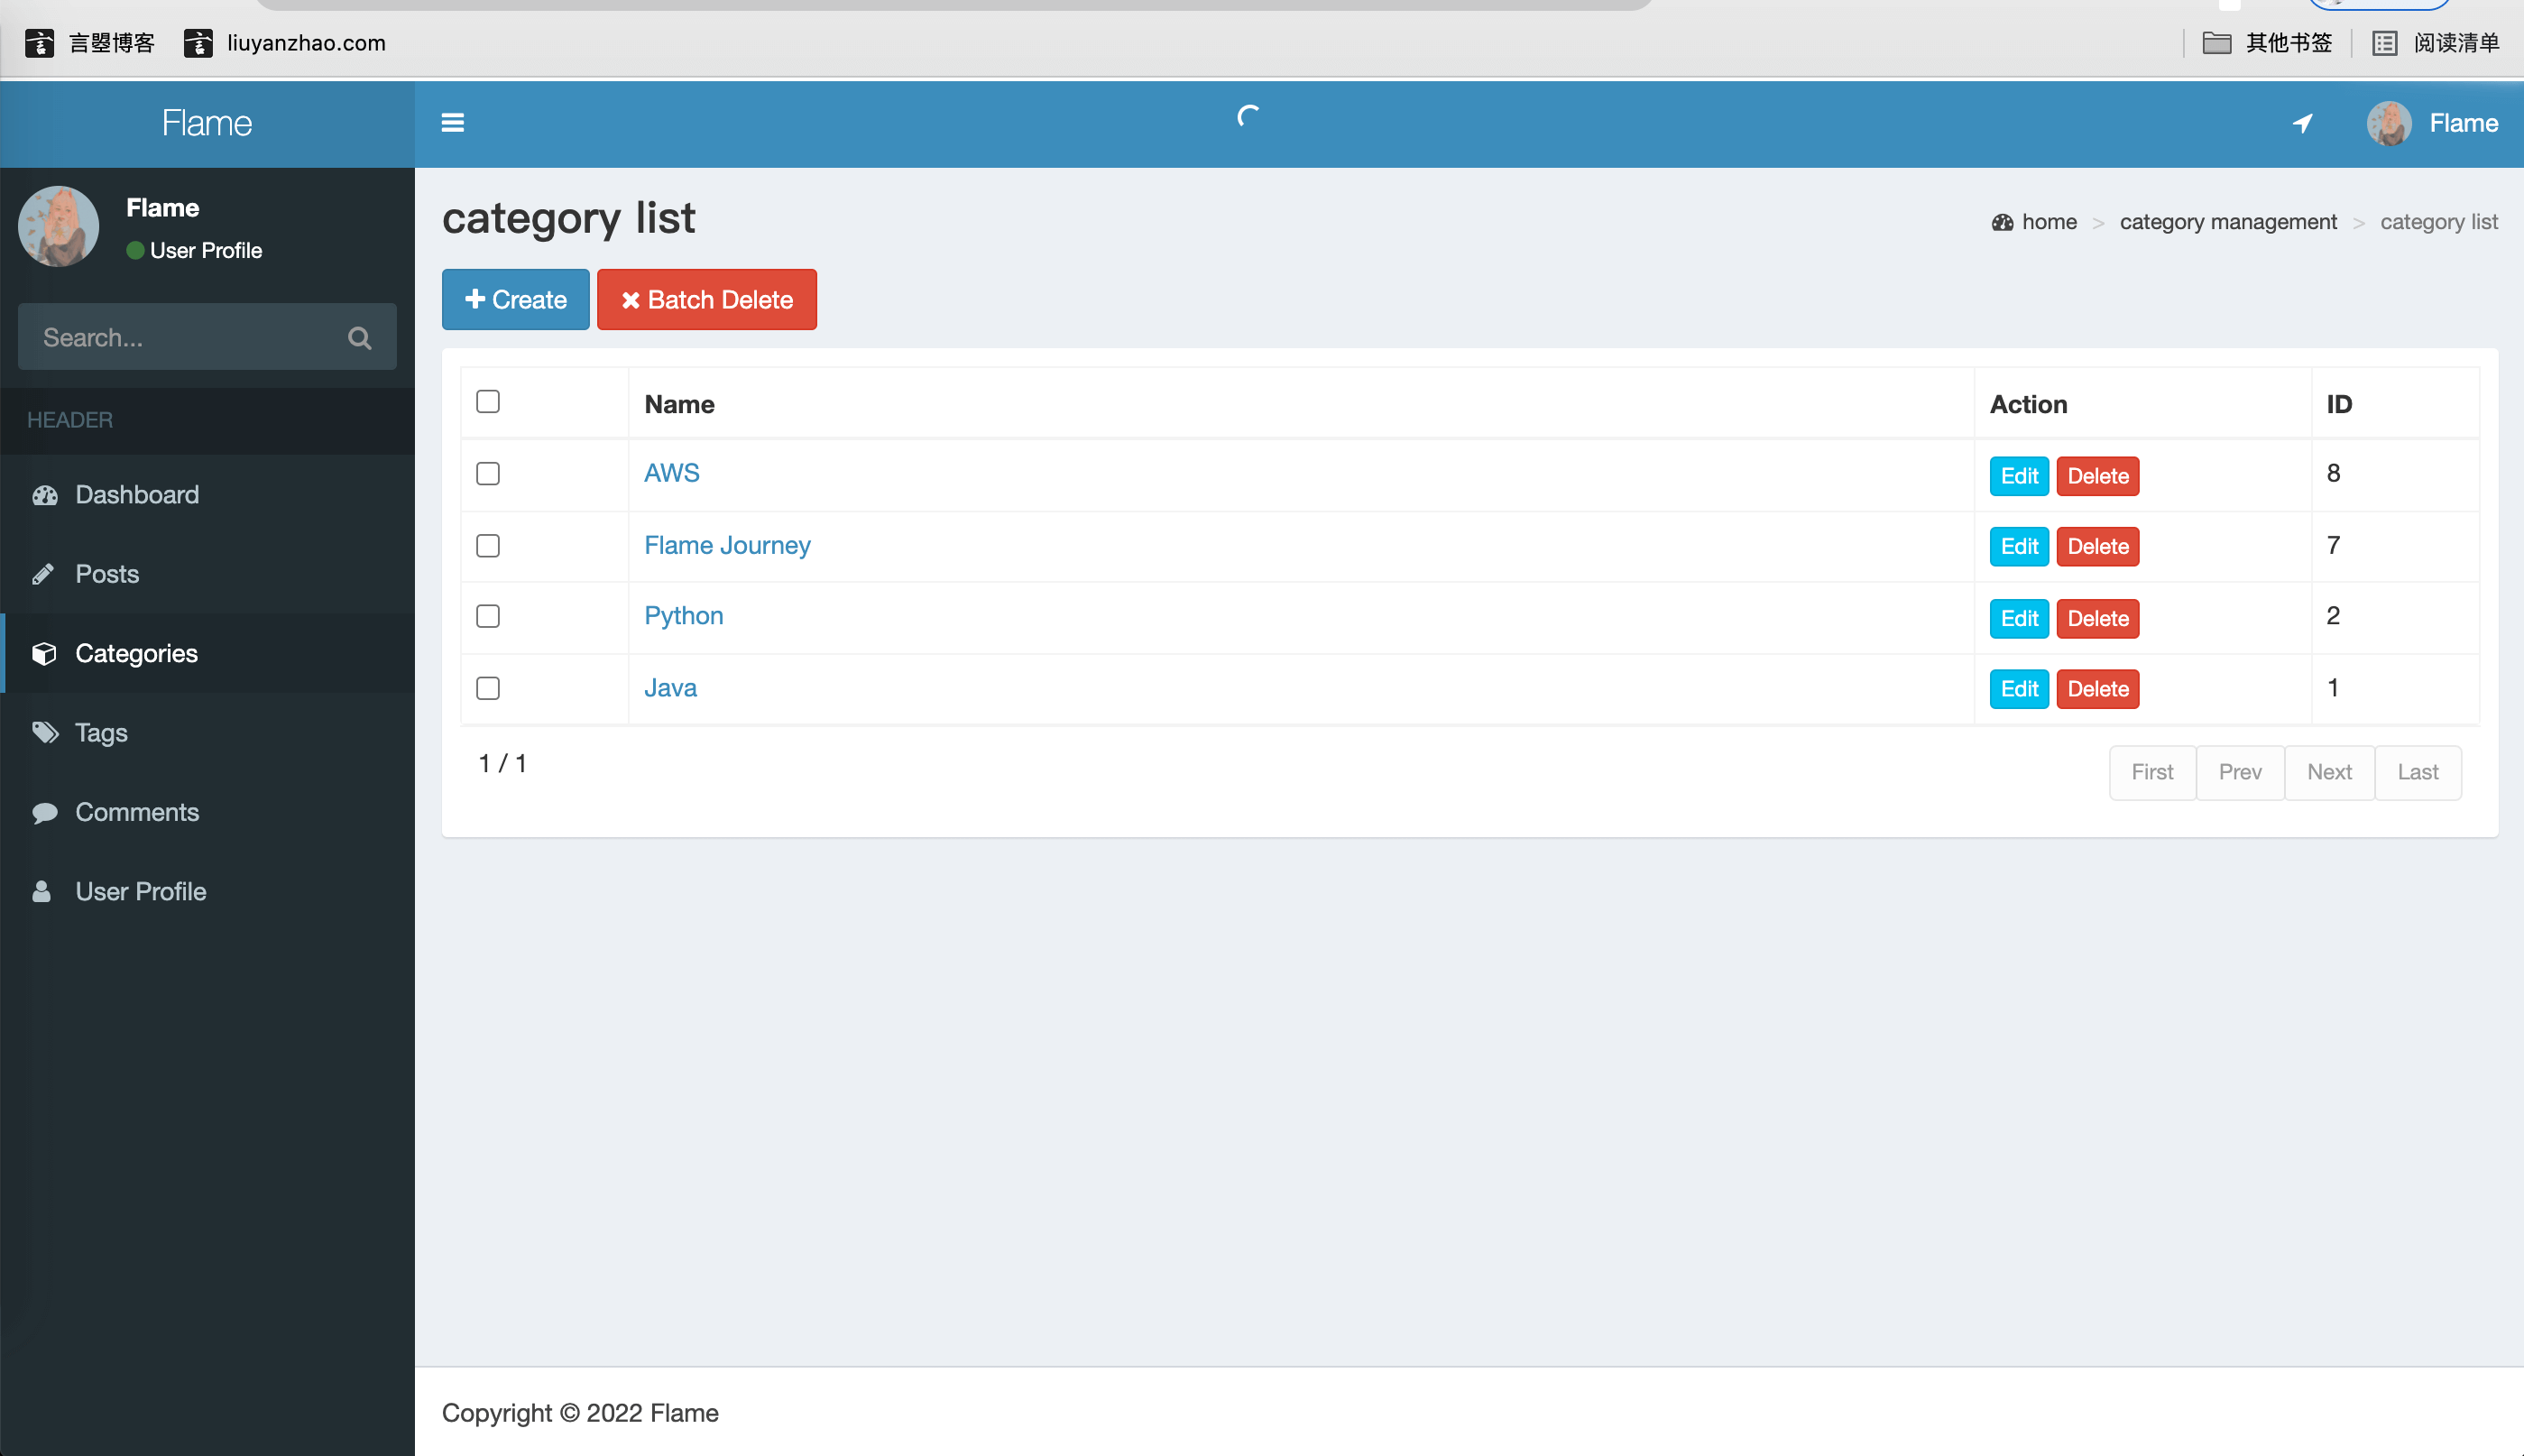 言曌博客 liuyanzhao.com 其他书签 阅读清单
Flame Flame
Flame
User Profile
Search...
HEADER
Dashboard
Posts
Categories
Tags
Comments
User Profile
category list
home > category management > category list
Create Batch Delete
Name Action ID
AWS Edit Delete 8
Flame Journey Edit Delete 7
Python Edit Delete 2
Java Edit Delete 1
1 / 1 First Prev Next Last
Copyright © 2022 Flame